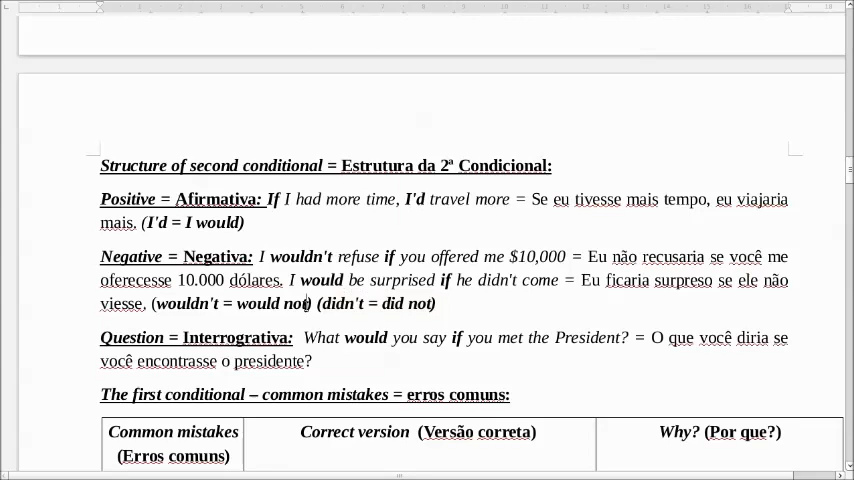 Structure of second conditional = Estrutura da 2ª Condicional:
Positive = Afirmativa: If I had more time, I'd travel more = Se eu tivesse mais tempo, eu viajaria
mais. (I'd = I would)
Negative = Negativa: I wouldn't refuse if you offered me $10,000 = Eu não recusaria se você me
oferecesse 10.000 dólares. I would be surprised if he didn't come = Eu ficaria surpreso se ele não
viesse. (wouldn't = would not) (didn't = did not)
Question = Interrogrativa: What would you say if you met the President? = O que você diria se
você encontrasse o presidente?
The first conditional – common mistakes = erros comuns:
Common mistakes Correct version (Versão correta) Why? (Por que?)
(Erros comuns)